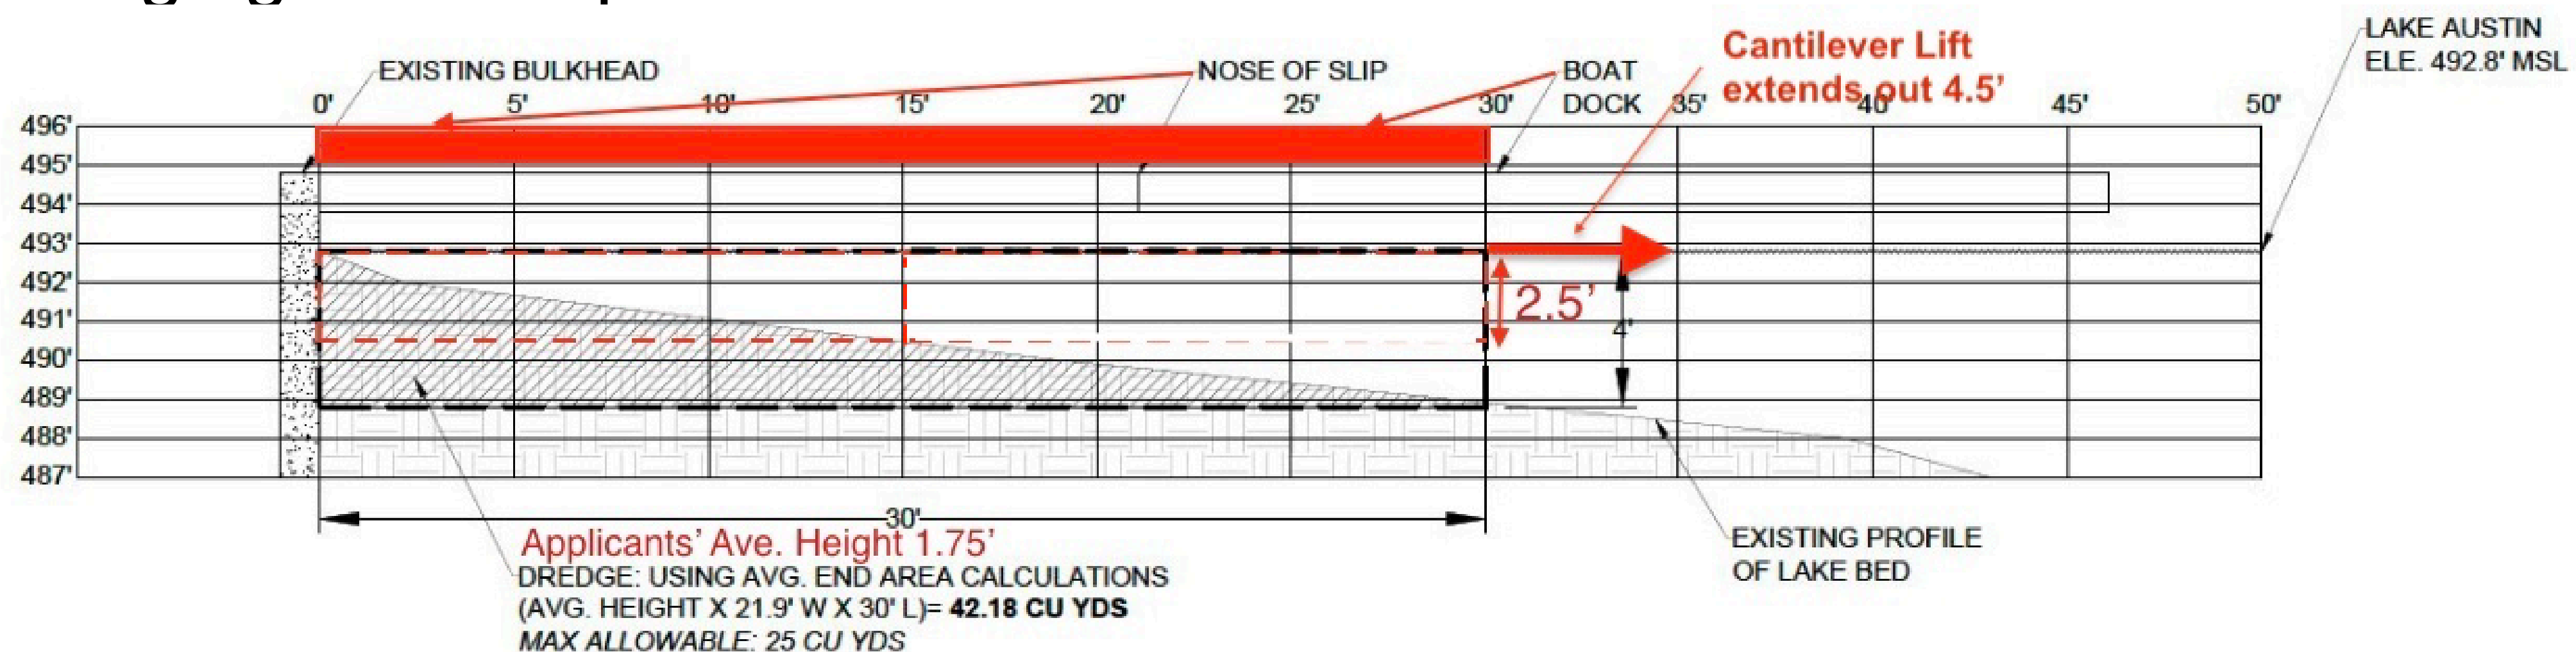 LAKE AUSTIN
ELE. 492.8' MSL
Cantilever Lift
extends out 4.5’
EXISTING BULKHEAD
NOSE OF SLIP
BOAT
DOCK
0' 5' 10' 15' 20' 25' 30' 35' 40' 45' 50'
496'
495'
494'
493'
492'
491'
490'
489'
488'
487'
2.5’
4'
30'
Applicants’ Ave. Height 1.75’
DREDGE: USING AVG. END AREA CALCULATIONS
(AVG. HEIGHT X 21.9' W X 30' L)= 42.18 CU YDS
MAX ALLOWABLE: 25 CU YDS
EXISTING PROFILE
OF LAKE BED